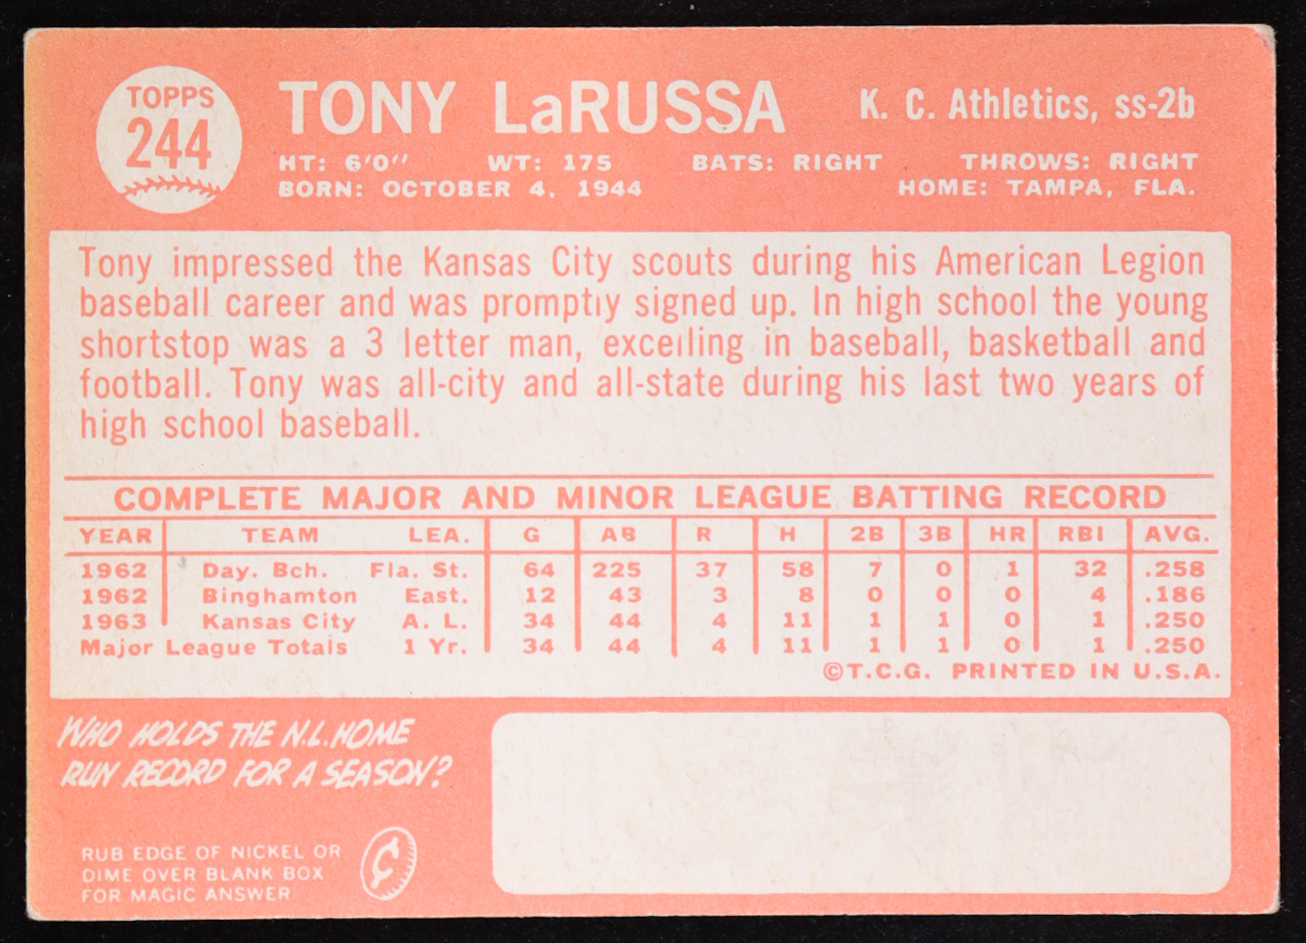 TOPPS
244
TONY LaRUSSA
K. C. Athletics, ss-2b
HT: 6'0" WT: 175 BATS: RIGHT THROWS: RIGHT
BORN: OCTOBER 4, 1944 HOME: TAMPA, FLA.
Tony impressed the Kansas City scouts during his American Legion
baseball career and was promptly signed up. In high school the young
shortstop was a 3 letter man, excelling in baseball, basketball and
football. Tony was all-city and all-state during his last two years of
high school baseball.
COMPLETE MAJOR AND MINOR LEAGUE BATTING RECORD
YEAR TEAM LEA. G AB R H 2B 3B HR RBI AVG.
1962 Day. Bch. Fla. St. 64 225 37 58 7 0 1 32 .258
1962 Binghamton East. 12 43 3 8 0 0 0 4 .186
1963 Kansas City A. L. 34 44 4 11 1 1 0 1 .250
Major League Totals 1 Yr. 34 44 4 11 1 1 0 1 .250
©T.C.G. PRINTED IN U.S.A.
WHO HOLDS THE N.L. HOME
RUN RECORD FOR A SEASON?
RUB EDGE OF NICKEL OR
DIME OVER BLANK BOX
FOR MAGIC ANSWER
¢